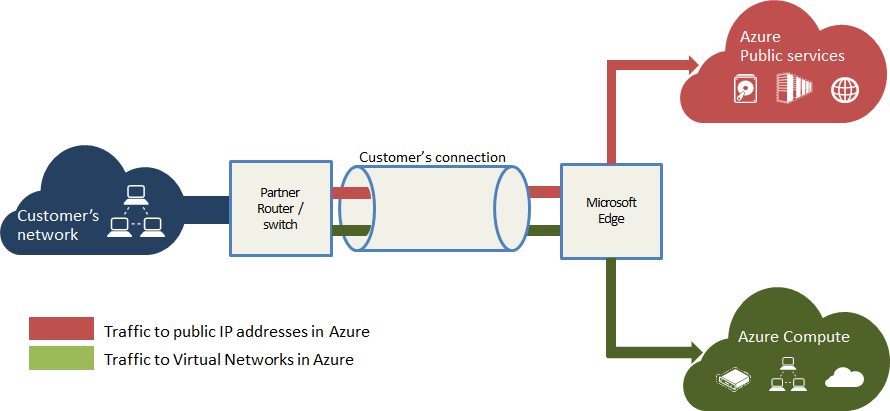 Azure
Public services
Customer's connection
Partner
Router /
switch
Microsoft
Edge
Customer's
network
Traffic to public IP addresses in Azure
Traffic to Virtual Networks in Azure
Azure Compute